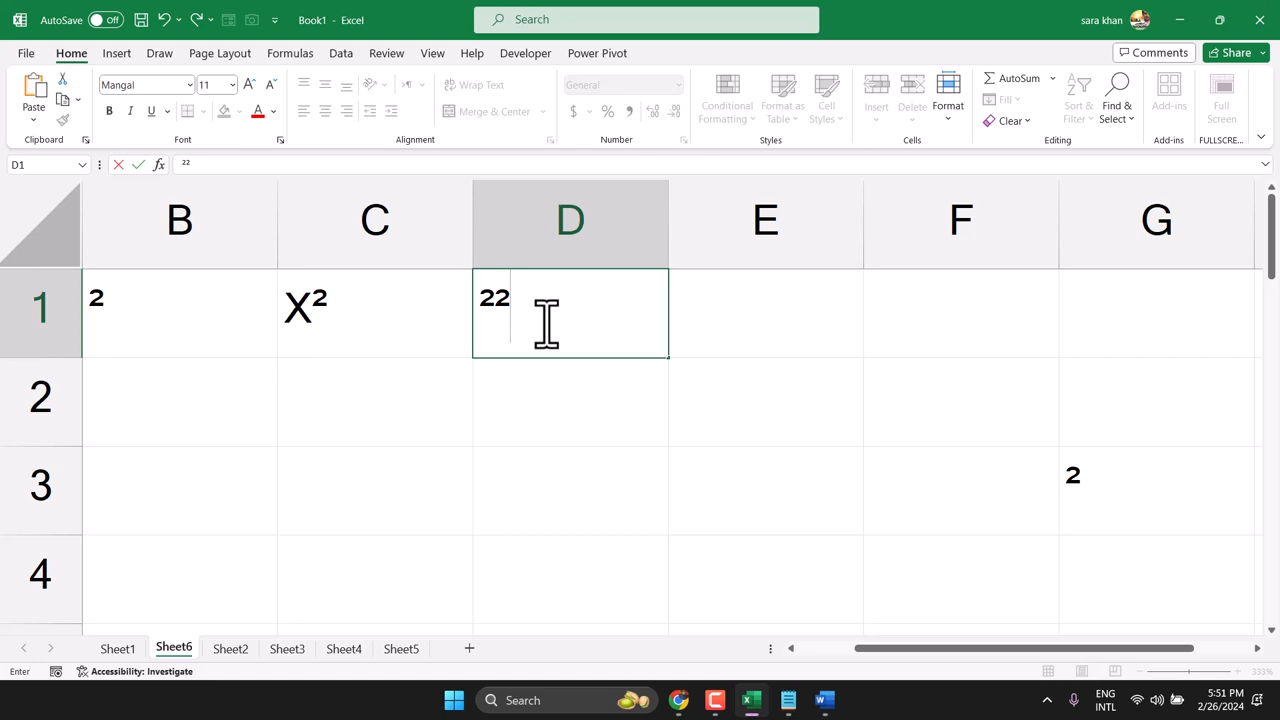 AutoSave Off Book1 - Excel Search sara khan
File Home Insert Draw Page Layout Formulas Data Review View Help Developer Power Pivot Comments Share
Paste Mangal 11 Wrap Text General Conditional Formatting Format as Table Cell Styles Insert Delete Format AutoSum Sort & Filter Find & Select Add-ins Full Screen
B I U A Merge & Center $ % 9 Fill Clear
Clipboard Font Alignment Number Styles Cells Editing Add-ins FULLSCREE...
D1 fx ²²
B C D E F G
1 ² X² ²²
2
3 ²
4
Sheet1 Sheet6 Sheet2 Sheet3 Sheet4 Sheet5
Enter Accessibility: Investigate 333%
Search ENG INTL 5:51 PM 2/26/2024